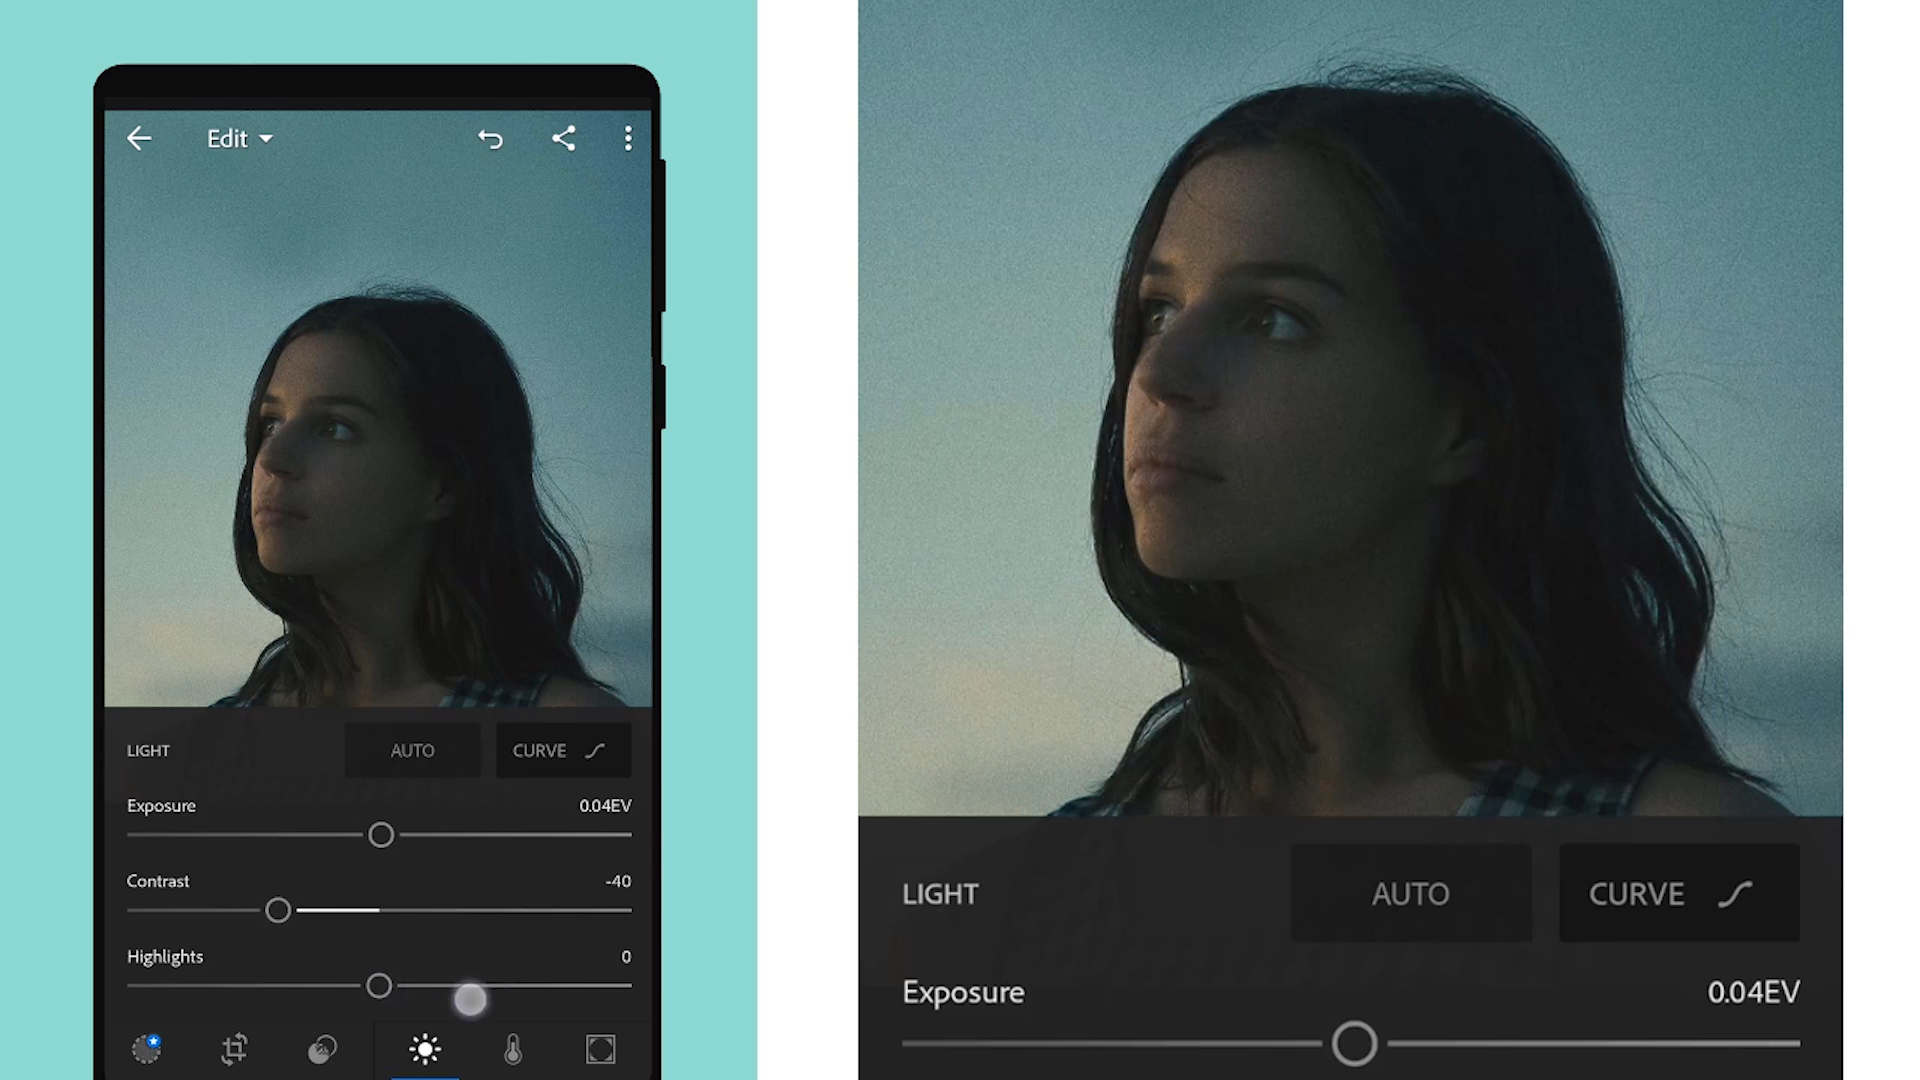 Edit
LIGHT AUTO CURVE
Exposure 0.04EV
Contrast -40
Highlights 0
LIGHT AUTO CURVE
Exposure 0.04EV